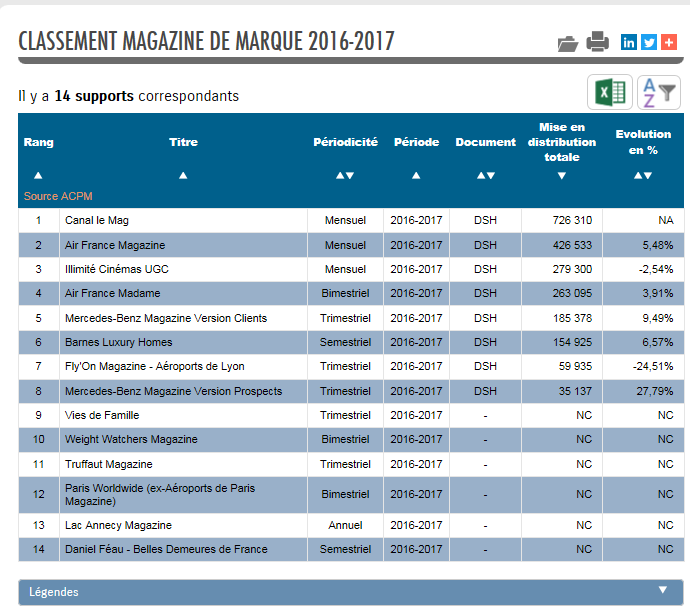 CLASSEMENT MAGAZINE DE MARQUE 2016-2017
in
Il y a 14 supports correspondants
X
A
Z
Rang Titre Périodicité Période Document Mise en distribution totale Evolution en %
Source ACPM
1 Canal le Mag Mensuel 2016-2017 DSH 726 310 NA
2 Air France Magazine Mensuel 2016-2017 DSH 426 533 5,48%
3 Illimité Cinémas UGC Mensuel 2016-2017 DSH 279 300 -2,54%
4 Air France Madame Bimestriel 2016-2017 DSH 263 095 3,91%
5 Mercedes-Benz Magazine Version Clients Trimestriel 2016-2017 DSH 185 378 9,49%
6 Barnes Luxury Homes Semestriel 2016-2017 DSH 154 925 6,57%
7 Fly'On Magazine - Aéroports de Lyon Trimestriel 2016-2017 DSH 59 935 -24,51%
8 Mercedes-Benz Magazine Version Prospects Trimestriel 2016-2017 DSH 35 137 27,79%
9 Vies de Famille Trimestriel 2016-2017 - NC NC
10 Weight Watchers Magazine Bimestriel 2016-2017 - NC NC
11 Truffaut Magazine Trimestriel 2016-2017 - NC NC
12 Paris Worldwide (ex-Aéroports de Paris Magazine) Bimestriel 2016-2017 - NC NC
13 Lac Annecy Magazine Annuel 2016-2017 - NC NC
14 Daniel Féau - Belles Demeures de France Semestriel 2016-2017 - NC NC
Légendes